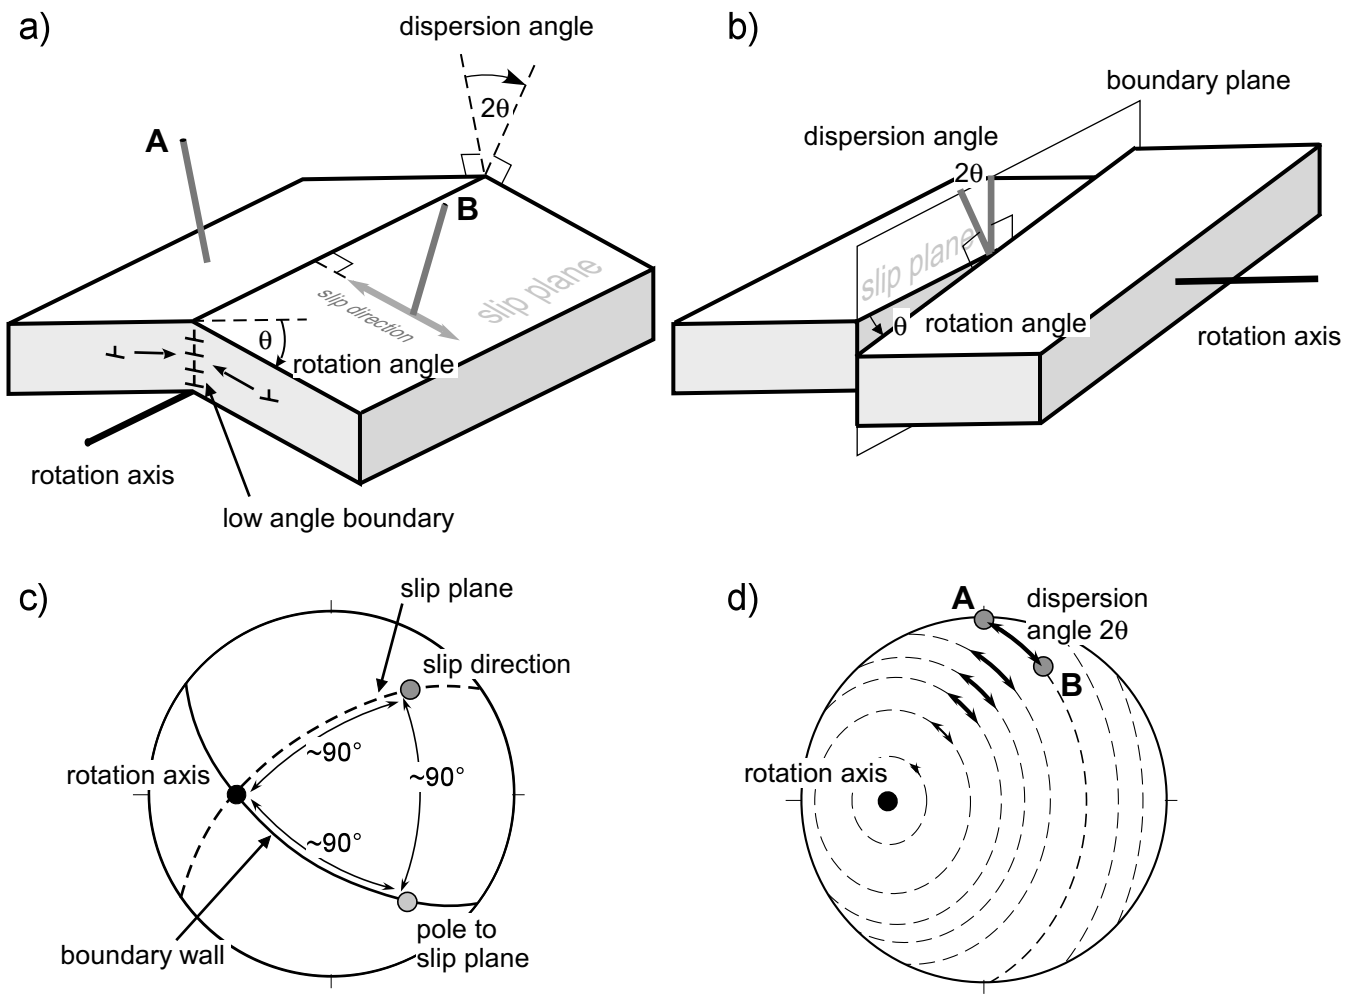 a)
dispersion angle
2θ
A
B
slip direction
slip plane
θ
rotation angle
rotation axis
low angle boundary
b)
boundary plane
dispersion angle
2θ
slip plane
θ
rotation angle
rotation axis
c)
slip plane
slip direction
~90°
~90°
rotation axis
~90°
boundary wall
pole to
slip plane
d)
A
dispersion
angle 2θ
B
rotation axis